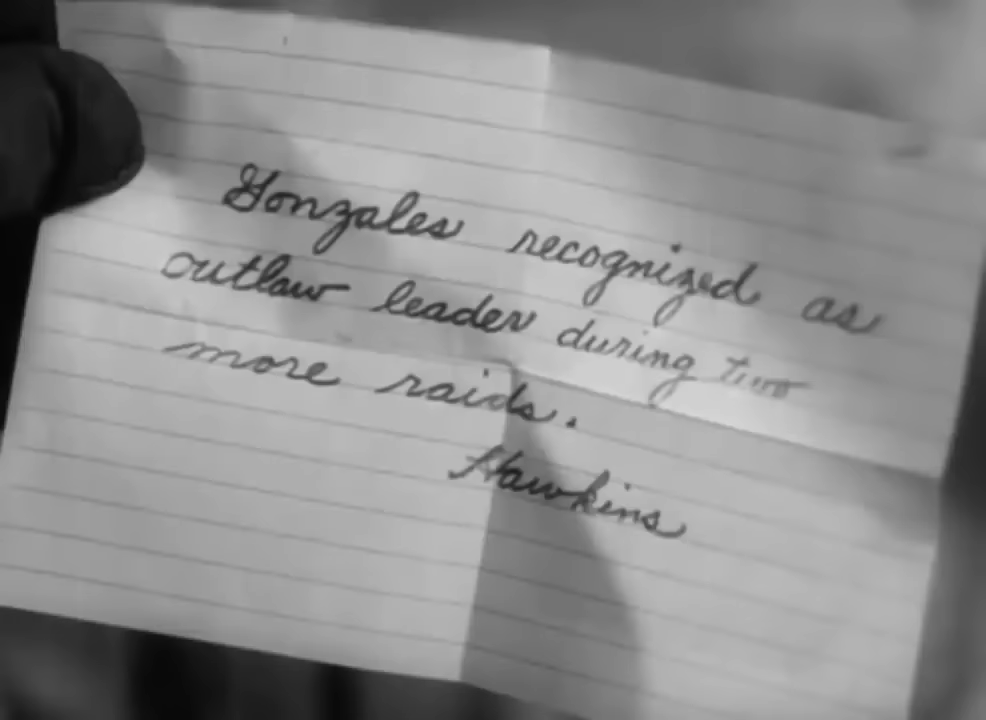 Gonzales recognized as
outlaw leader during two
more raids.
Hawkins